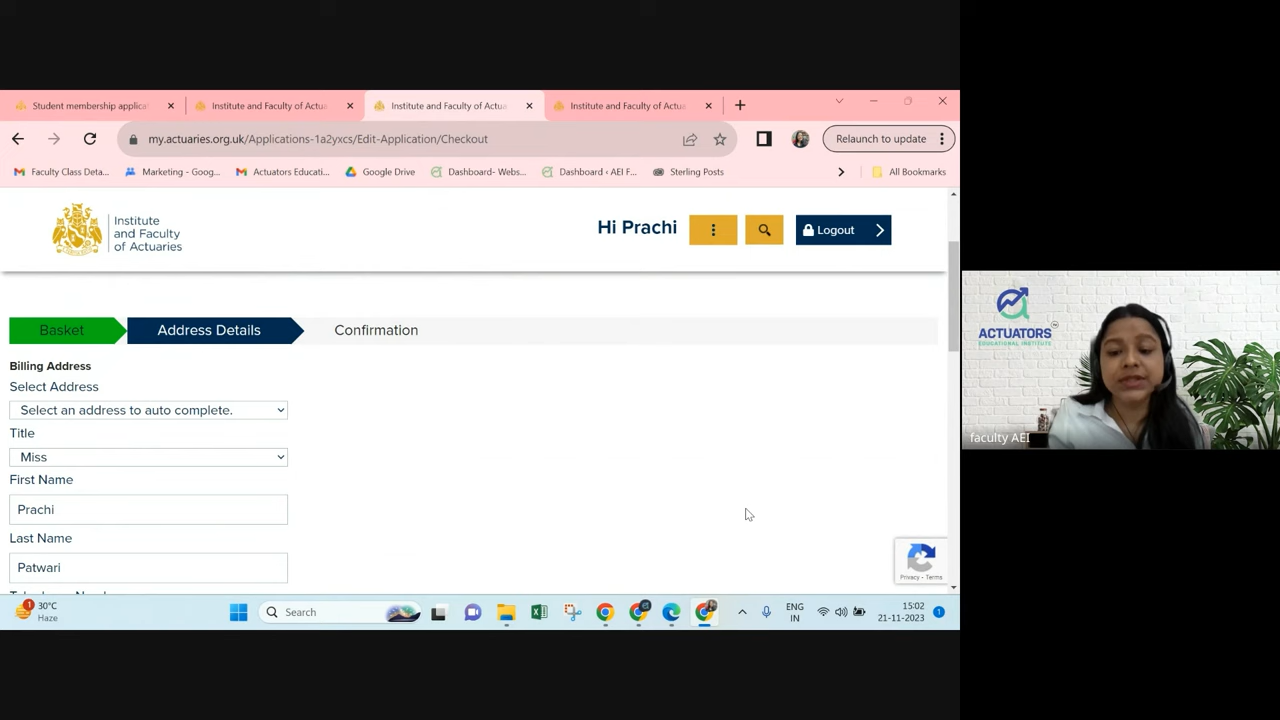 Student membership applica
Institute and Faculty of Actua
Institute and Faculty of Actua
Institute and Faculty of Actua
my.actuaries.org.uk/Applications-1a2yxcs/Edit-Application/Checkout
Relaunch to update
Faculty Class Deta...
Marketing - Goog...
Actuators Educati...
Google Drive
Dashboard- Webs...
Dashboard ‹ AEI F...
Sterling Posts
All Bookmarks
Institute
and Faculty
of Actuaries
Hi Prachi
Logout
Basket
Address Details
Confirmation
Billing Address
Select Address
Select an address to auto complete.
Title
Miss
First Name
Prachi
Last Name
Patwari
Privacy - Terms
ACTUATORS
EDUCATIONAL INSTITUTE
faculty AEI
1
30°C
Haze
Search
ENG
IN
15:02
21-11-2023
1